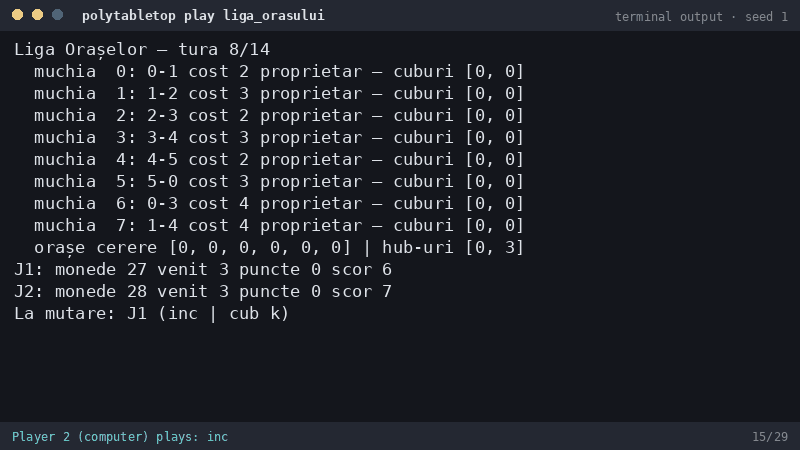 polytabletop play liga_orasului
terminal output · seed 1
Liga Orașelor — tura 8/14
muchia 0: 0-1 cost 2 proprietar — cuburi [0, 0]
muchia 1: 1-2 cost 3 proprietar — cuburi [0, 0]
muchia 2: 2-3 cost 2 proprietar — cuburi [0, 0]
muchia 3: 3-4 cost 3 proprietar — cuburi [0, 0]
muchia 4: 4-5 cost 2 proprietar — cuburi [0, 0]
muchia 5: 5-0 cost 3 proprietar — cuburi [0, 0]
muchia 6: 0-3 cost 4 proprietar — cuburi [0, 0]
muchia 7: 1-4 cost 4 proprietar — cuburi [0, 0]
orașe cerere [0, 0, 0, 0, 0, 0] | hub-uri [0, 3]
J1: monede 27 venit 3 puncte 0 scor 6
J2: monede 28 venit 3 puncte 0 scor 7
La mutare: J1 (inc | cub k)
Player 2 (computer) plays: inc
15/29